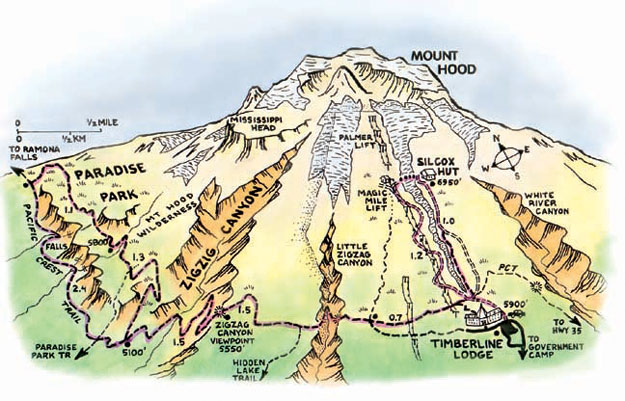 MOUNT
HOOD
0 ½ MILE
0 ½ KM
TO RAMONA
FALLS
MISSISSIPPI
HEAD
PALMER
LIFT
N
E
W
S
SILCOX
HUT
6950'
PARADISE
PARK
MT HOOD
WILDERNESS
ZIGZIG CANYON
MAGIC
MILE
LIFT
WHITE
RIVER
CANYON
1.1
5800'
FALLS
PACIFIC
CREST
TRAIL
1.3
2.4
LITTLE
ZIGZAG
CANYON
1.0
1.2
PCT
1.5
0.7
5900'
TO
HWY 35
ZIGZAG
CANYON
VIEWPOINT
5550'
1.5
5100'
PARADISE
PARK TR
HIDDEN
LAKE
TRAIL
TIMBERLINE
LODGE
TO
GOVERNMENT
CAMP